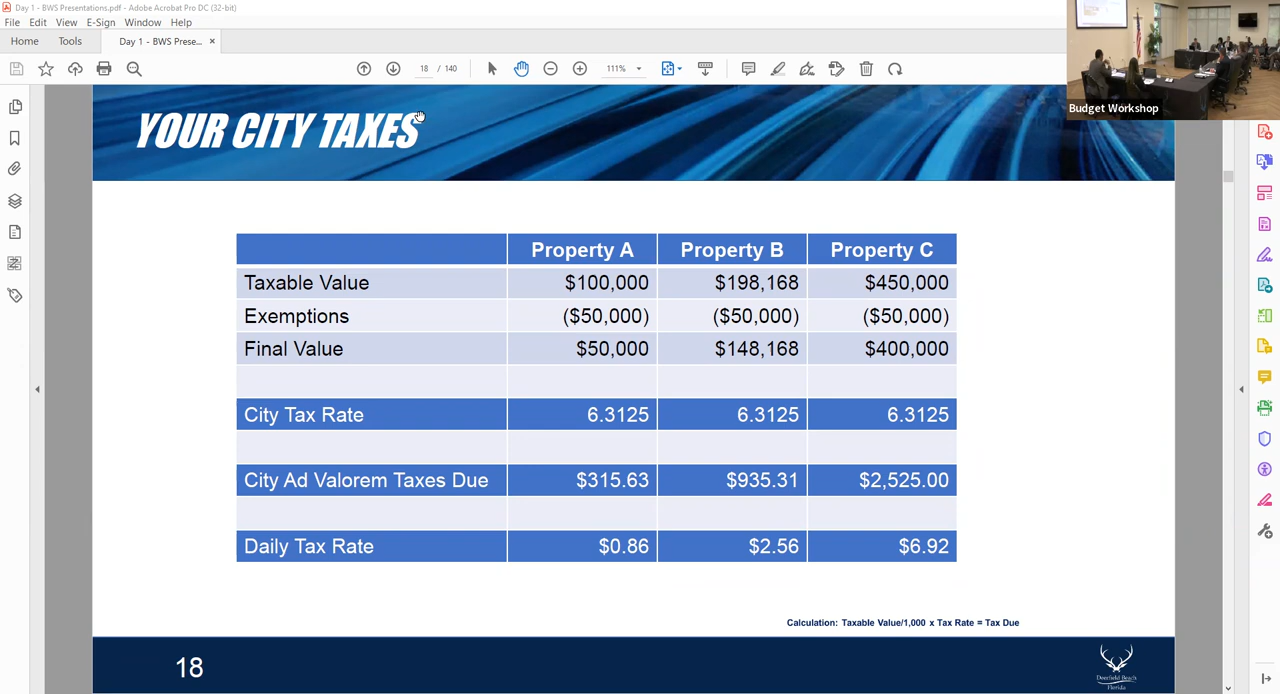 Day 1 - BWS Presentations.pdf - Adobe Acrobat Pro DC (32-bit)
File Edit View E-Sign Window Help
Home Tools Day 1 - BWS Prese... ×
18 / 140 111%
Budget Workshop
YOUR CITY TAXES
Property A Property B Property C
Taxable Value $100,000 $198,168 $450,000
Exemptions ($50,000) ($50,000) ($50,000)
Final Value $50,000 $148,168 $400,000
City Tax Rate 6.3125 6.3125 6.3125
City Ad Valorem Taxes Due $315.63 $935.31 $2,525.00
Daily Tax Rate $0.86 $2.56 $6.92
Calculation: Taxable Value/1,000 x Tax Rate = Tax Due
18
Deerfield Beach
Florida